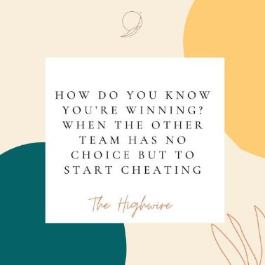 HOW DO YOU KNOW
YOU'RE WINNING?
WHEN THE OTHER
TEAM HAS NO
CHOICE BUT TO
START CHEATING
The Highwire